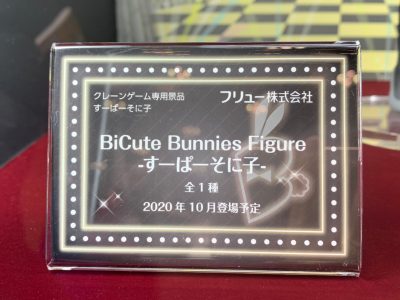 クレーンゲーム専用景品
すーぱーそに子
フリュー株式会社
BiCute Bunnies Figure
-すーぱーそに子-
全1種
2020年10月登場予定